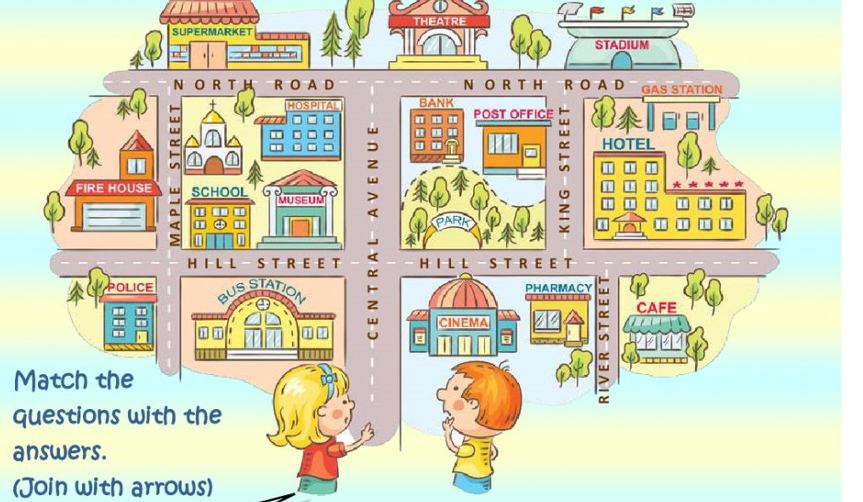 SUPERMARKET
THEATRE
STADIUM
NORTH ROAD
NORTH ROAD
GAS STATION
MAPLE STREET
HOSPITAL
CENTRAL AVENUE
BANK
POST OFFICE
KING STREET
HOTEL
FIRE HOUSE
SCHOOL
MUSEUM
PARK
HILL STREET
HILL STREET
POLICE
BUS STATION
CINEMA
PHARMACY
RIVER STREET
CAFE
Match the
questions with the
answers.
(Join with arrows)